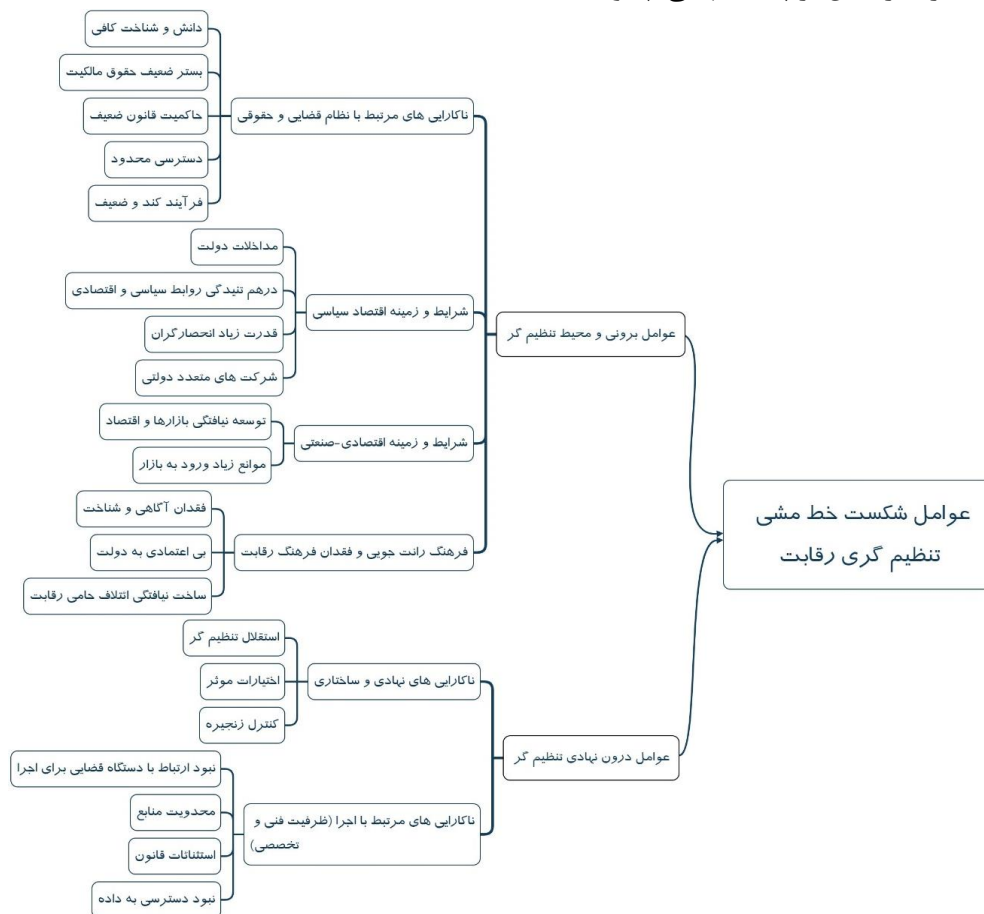 عوامل شکست خط مشی
تنظیم گری رقابت
عوامل برونی و محیط تنظیم گر
ناکارایی های مرتبط با نظام قضایی و حقوقی
دانش و شناخت کافی
بستر ضعیف حقوق مالکیت
حاکمیت قانون ضعیف
دسترسی محدود
فرآیند کند و ضعیف
شرایط و زمینه اقتصاد سیاسی
مداخلات دولت
درهم تنیدگی روابط سیاسی و اقتصادی
قدرت زیاد انحصارگران
شرکت های متعدد دولتی
شرایط و زمینه اقتصادی-صنعتی
توسعه نیافتگی بازارها و اقتصاد
موانع زیاد ورود به بازار
فرهنگ رانت جویی و فقدان فرهنگ رقابت
فقدان آگاهی و شناخت
بی اعتمادی به دولت
ساخت نیافتگی ائتلاف حامی رقابت
عوامل درون نهادی تنظیم گر
ناکارایی های نهادی و ساختاری
استقلال تنظیم گر
اختیارات موثر
کنترل زنجیره
ناکارایی های مرتبط با اجرا (ظرفیت فنی و
تخصصی)
نبود ارتباط با دستگاه قضایی برای اجرا
محدویت منابع
استثنائات قانون
نبود دسترسی به داده